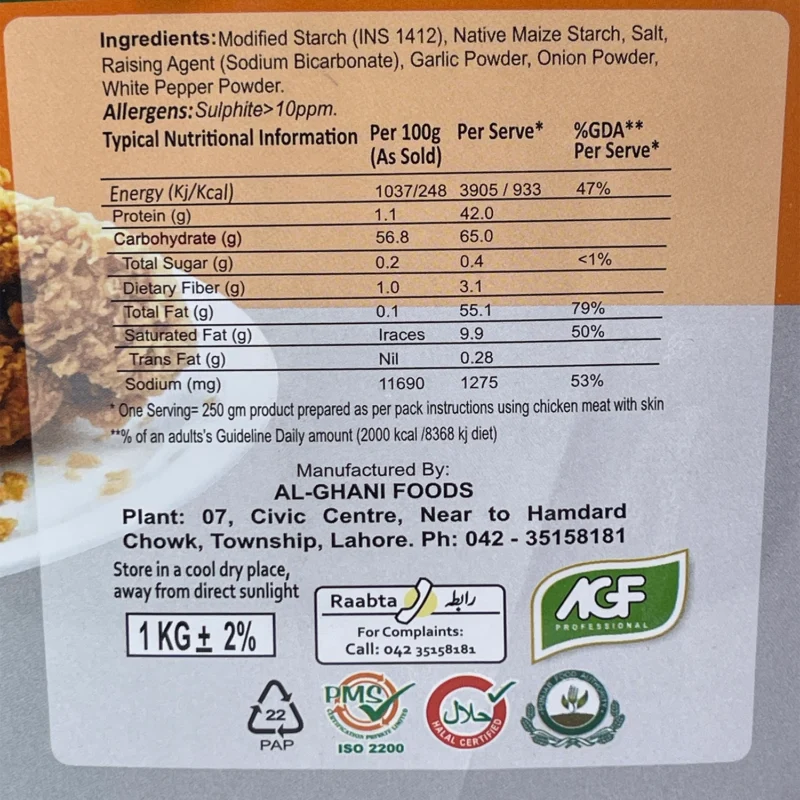 Ingredients: Modified Starch (INS 1412), Native Maize Starch, Salt,
Raising Agent (Sodium Bicarbonate), Garlic Powder, Onion Powder,
White Pepper Powder.
Allergens: Sulphite>10ppm.
Typical Nutritional Information Per 100g (As Sold) Per Serve* %GDA** Per Serve*
Energy (Kj/Kcal) 1037/248 3905 / 933 47%
Protein (g) 1.1 42.0
Carbohydrate (g) 56.8 65.0
Total Sugar (g) 0.2 0.4 <1%
Dietary Fiber (g) 1.0 3.1
Total Fat (g) 0.1 55.1 79%
Saturated Fat (g) Iraces 9.9 50%
Trans Fat (g) Nil 0.28
Sodium (mg) 11690 1275 53%
* One Serving= 250 gm product prepared as per pack instructions using chicken meat with skin
**% of an adults's Guideline Daily amount (2000 kcal /8368 kj diet)
Manufactured By:
AL-GHANI FOODS
Plant: 07, Civic Centre, Near to Hamdard
Chowk, Township, Lahore. Ph: 042 - 35158181
Store in a cool dry place,
away from direct sunlight
1 KG ± 2%
Raabta رابطہ
For Complaints:
Call: 042 35158181
AGF
PROFESSIONAL
22
PAP
PMS
CERTIFICATION PRIVATE LIMITED
ISO 2200
حلال
HALAL CERTIFIED
PUNJAB FOOD AUTHORITY